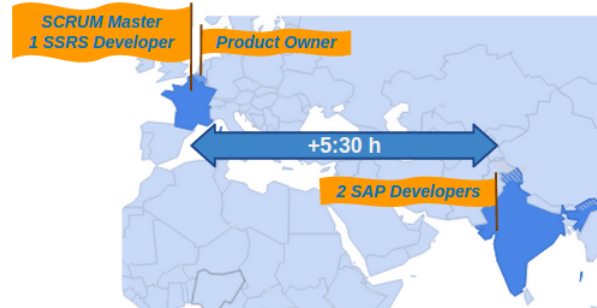 SCRUM Master
1 SSRS Developer
Product Owner
+5:30 h
2 SAP Developers